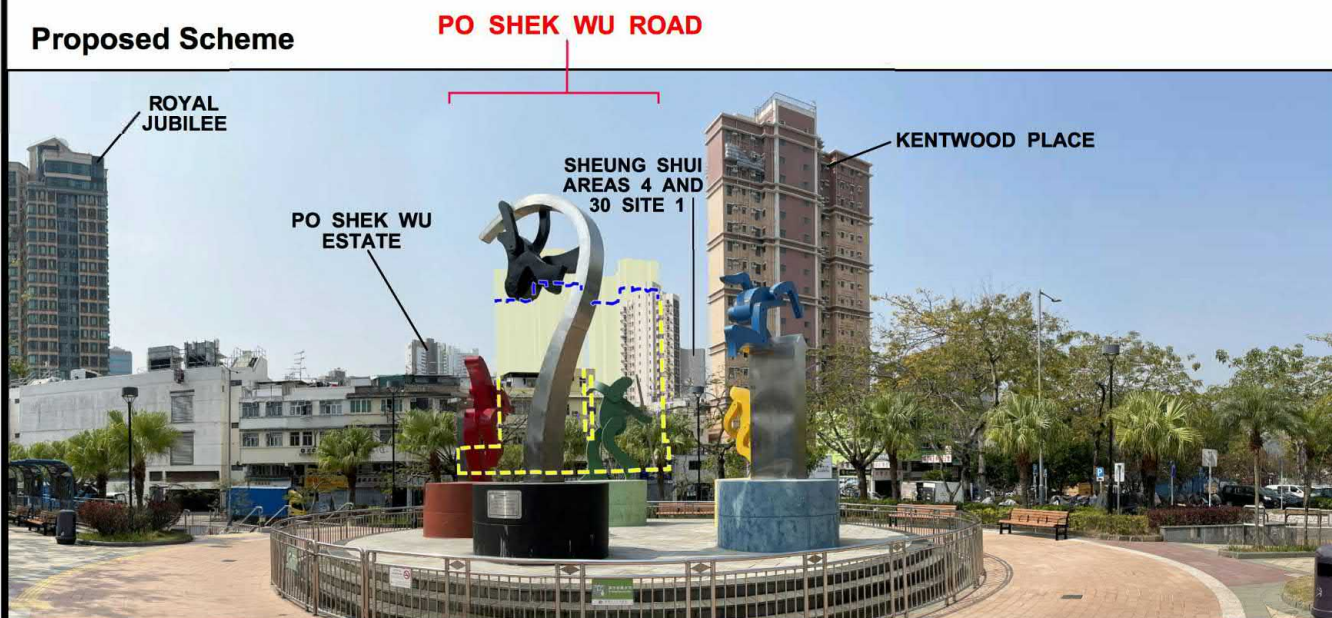 Proposed Scheme
PO SHEK WU ROAD
ROYAL
JUBILEE
KENTWOOD PLACE
SHEUNG SHUI
AREAS 4 AND
30 SITE 1
PO SHEK WU
ESTATE
P